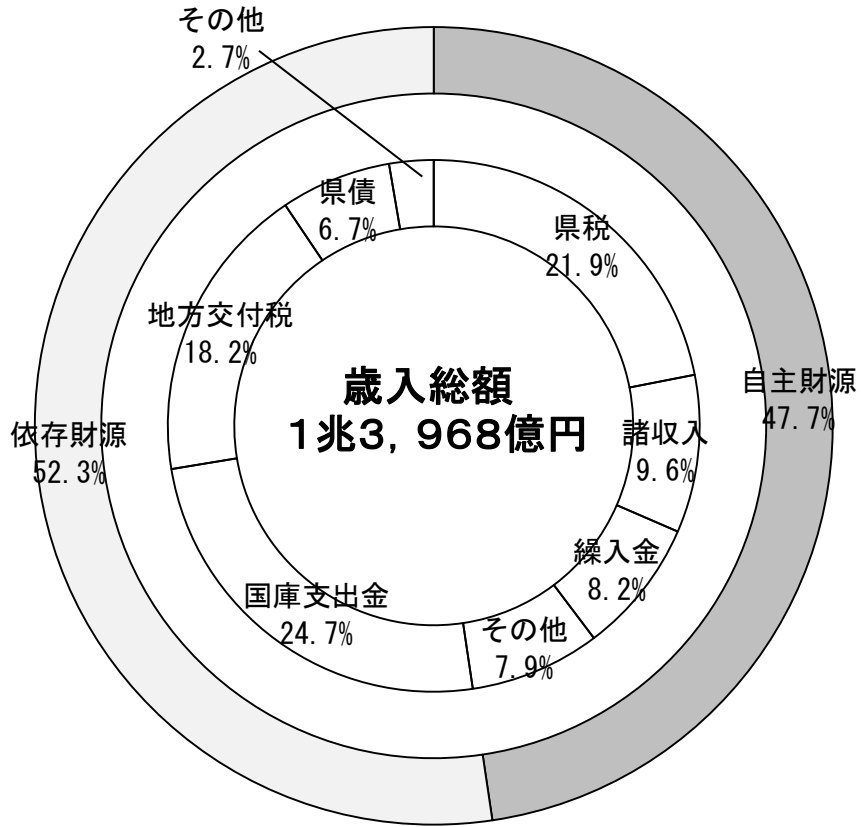 その他
2.7%
県債
6.7%
県税
21.9%
地方交付税
18.2%
歳入総額
1兆3,968億円
自主財源
47.7%
依存財源
52.3%
諸収入
9.6%
繰入金
8.2%
国庫支出金
24.7%
その他
7.9%